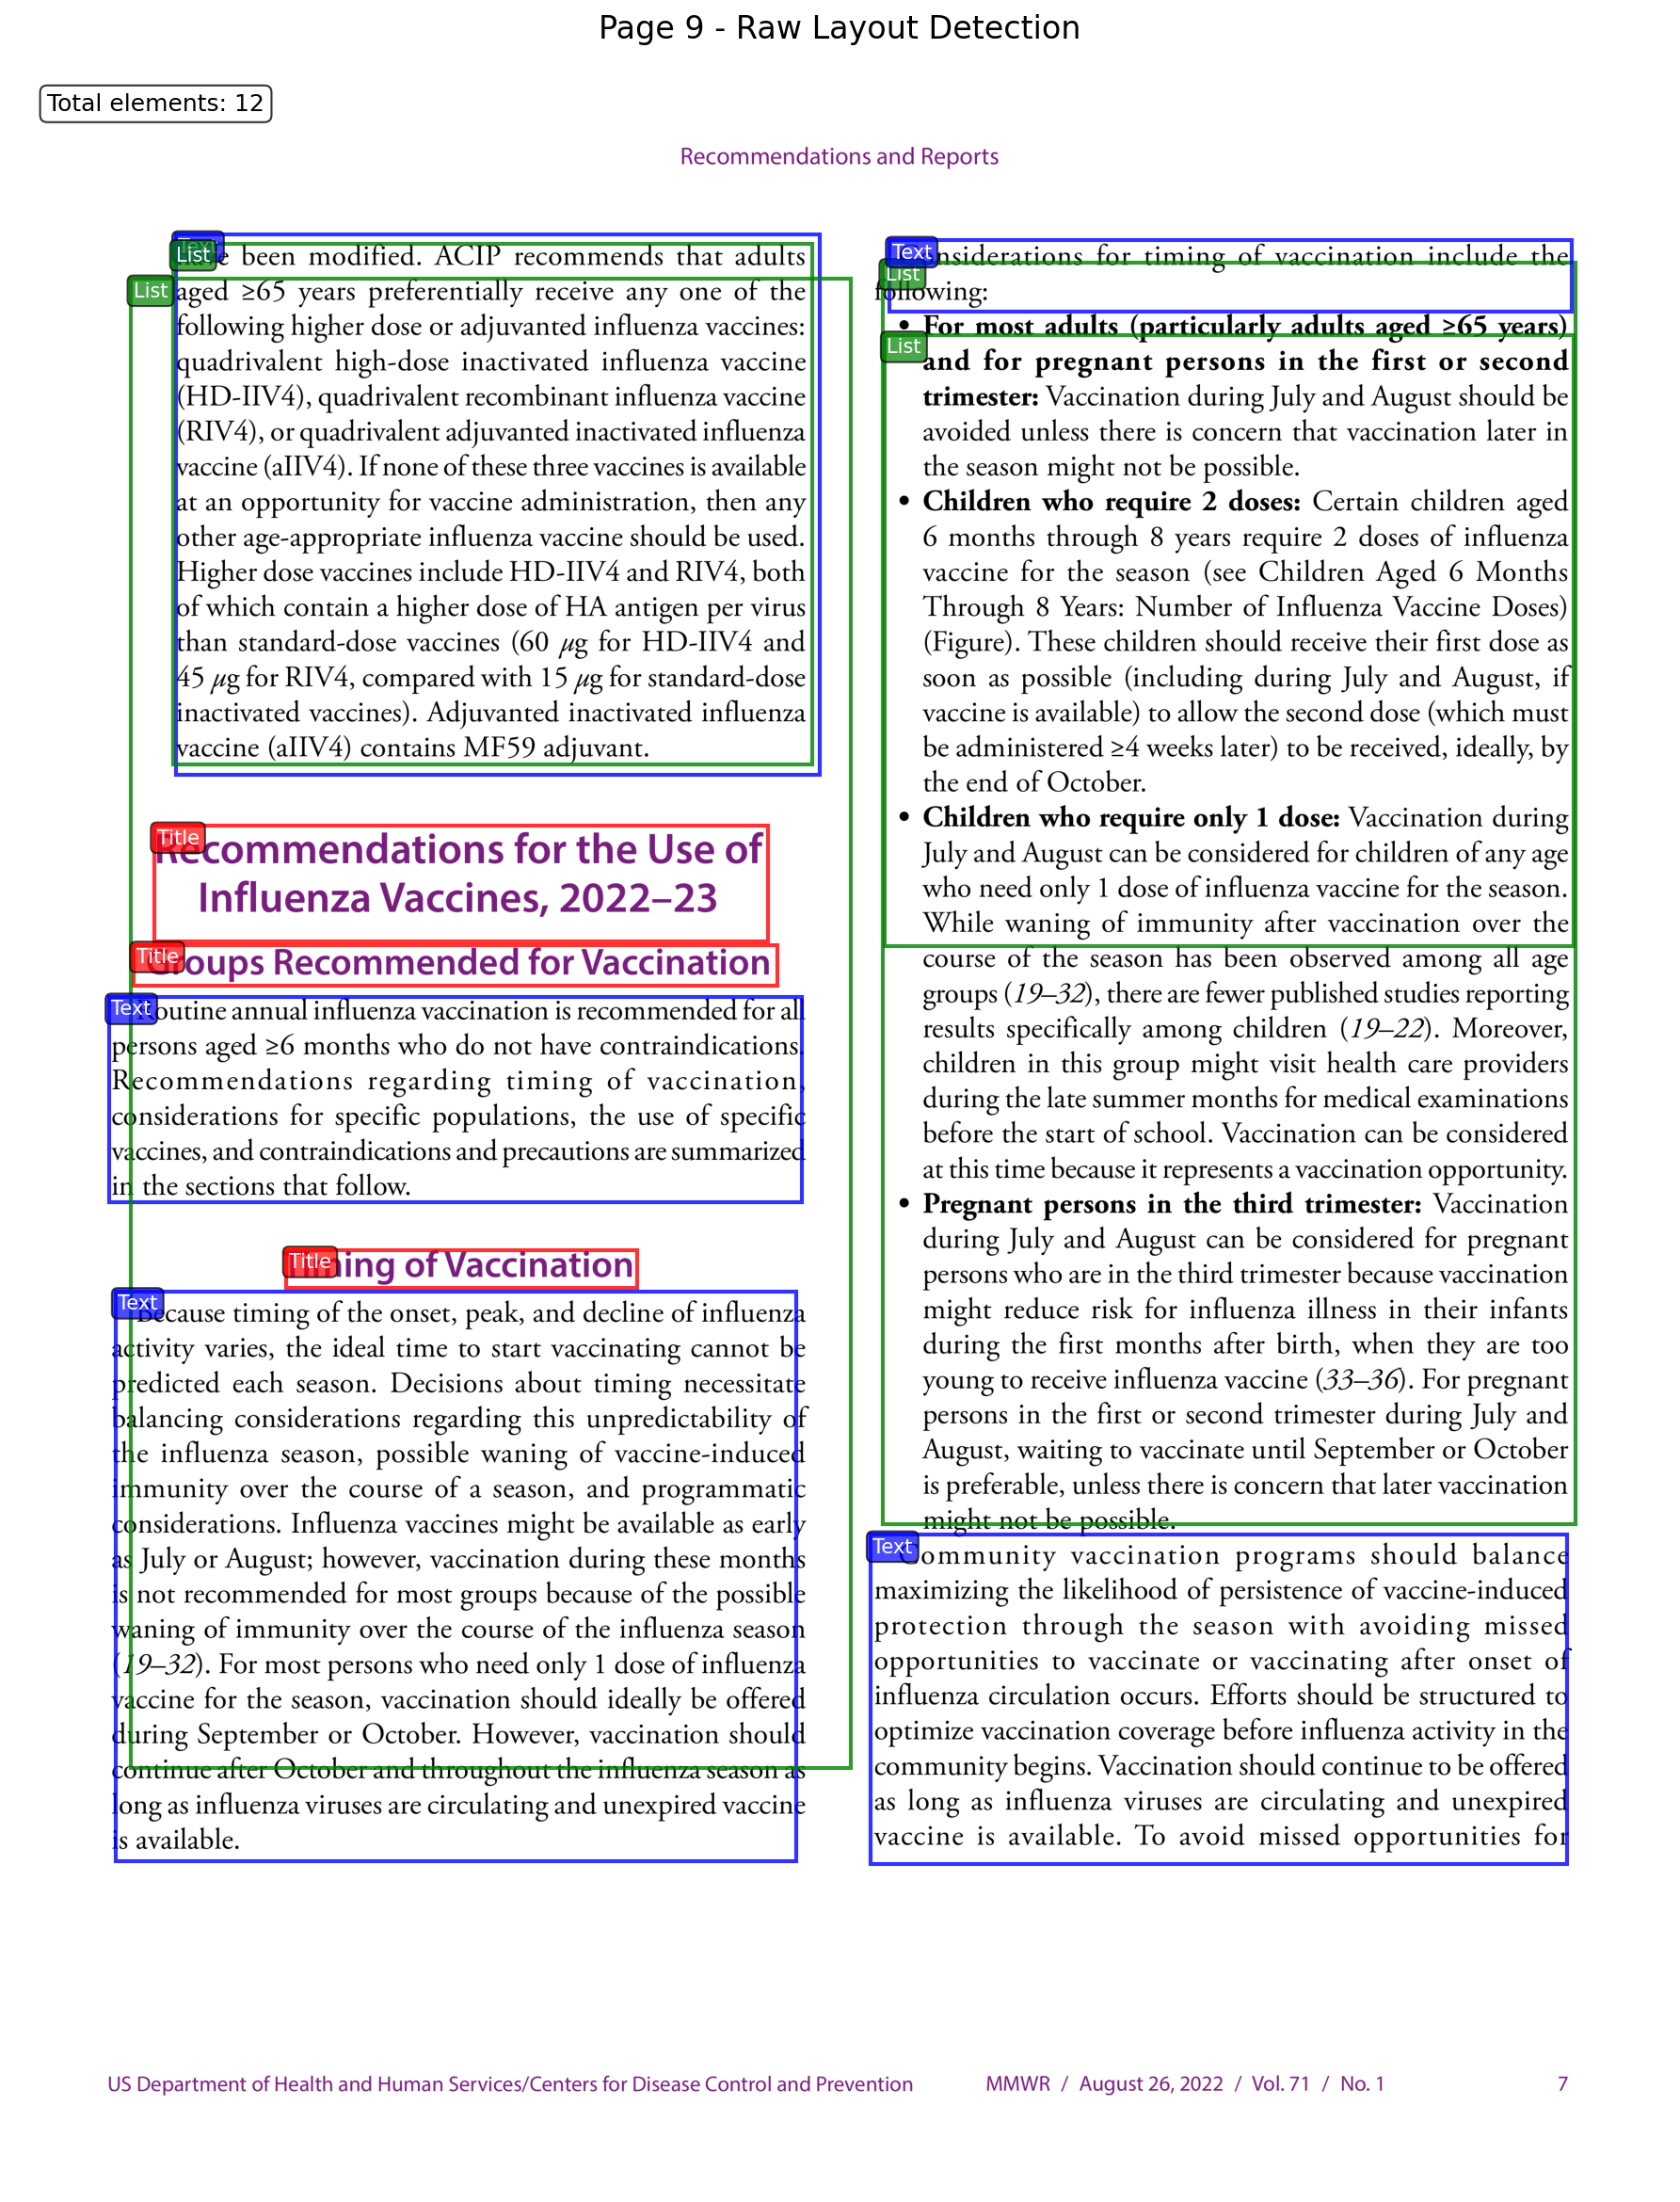 Page 9 - Raw Layout Detection
Total elements: 12
Recommendations and Reports
Text
List
been modified. ACIP recommends that adults
List
aged ≥65 years preferentially receive any one of the
following higher dose or adjuvanted influenza vaccines:
quadrivalent high-dose inactivated influenza vaccine
(HD-IIV4), quadrivalent recombinant influenza vaccine
(RIV4), or quadrivalent adjuvanted inactivated influenza
vaccine (aIIV4). If none of these three vaccines is available
at an opportunity for vaccine administration, then any
other age-appropriate influenza vaccine should be used.
Higher dose vaccines include HD-IIV4 and RIV4, both
of which contain a higher dose of HA antigen per virus
than standard-dose vaccines (60 µg for HD-IIV4 and
45 µg for RIV4, compared with 15 µg for standard-dose
inactivated vaccines). Adjuvanted inactivated influenza
vaccine (aIIV4) contains MF59 adjuvant.
Title
Recommendations for the Use of
Influenza Vaccines, 2022–23
Title
Groups Recommended for Vaccination
Text
Routine annual influenza vaccination is recommended for all
persons aged ≥6 months who do not have contraindications.
Recommendations regarding timing of vaccination,
considerations for specific populations, the use of specific
vaccines, and contraindications and precautions are summarized
in the sections that follow.
Title
Timing of Vaccination
Text
Because timing of the onset, peak, and decline of influenza
activity varies, the ideal time to start vaccinating cannot be
predicted each season. Decisions about timing necessitate
balancing considerations regarding this unpredictability of
the influenza season, possible waning of vaccine-induced
immunity over the course of a season, and programmatic
considerations. Influenza vaccines might be available as early
as July or August; however, vaccination during these months
is not recommended for most groups because of the possible
waning of immunity over the course of the influenza season
(19–32). For most persons who need only 1 dose of influenza
vaccine for the season, vaccination should ideally be offered
during September or October. However, vaccination should
continue after October and throughout the influenza season as
long as influenza viruses are circulating and unexpired vaccine
is available.
Text
Considerations for timing of vaccination include the
List
following:
• For most adults (particularly adults aged ≥65 years)
List
and for pregnant persons in the first or second
trimester: Vaccination during July and August should be
avoided unless there is concern that vaccination later in
the season might not be possible.
• Children who require 2 doses: Certain children aged
6 months through 8 years require 2 doses of influenza
vaccine for the season (see Children Aged 6 Months
Through 8 Years: Number of Influenza Vaccine Doses)
(Figure). These children should receive their first dose as
soon as possible (including during July and August, if
vaccine is available) to allow the second dose (which must
be administered ≥4 weeks later) to be received, ideally, by
the end of October.
• Children who require only 1 dose: Vaccination during
July and August can be considered for children of any age
who need only 1 dose of influenza vaccine for the season.
While waning of immunity after vaccination over the
course of the season has been observed among all age
groups (19–32), there are fewer published studies reporting
results specifically among children (19–22). Moreover,
children in this group might visit health care providers
during the late summer months for medical examinations
before the start of school. Vaccination can be considered
at this time because it represents a vaccination opportunity.
• Pregnant persons in the third trimester: Vaccination
during July and August can be considered for pregnant
persons who are in the third trimester because vaccination
might reduce risk for influenza illness in their infants
during the first months after birth, when they are too
young to receive influenza vaccine (33–36). For pregnant
persons in the first or second trimester during July and
August, waiting to vaccinate until September or October
is preferable, unless there is concern that later vaccination
might not be possible.
Text
Community vaccination programs should balance
maximizing the likelihood of persistence of vaccine-induced
protection through the season with avoiding missed
opportunities to vaccinate or vaccinating after onset of
influenza circulation occurs. Efforts should be structured to
optimize vaccination coverage before influenza activity in the
community begins. Vaccination should continue to be offered
as long as influenza viruses are circulating and unexpired
vaccine is available. To avoid missed opportunities for
US Department of Health and Human Services/Centers for Disease Control and Prevention
MMWR / August 26, 2022 / Vol. 71 / No. 1
7